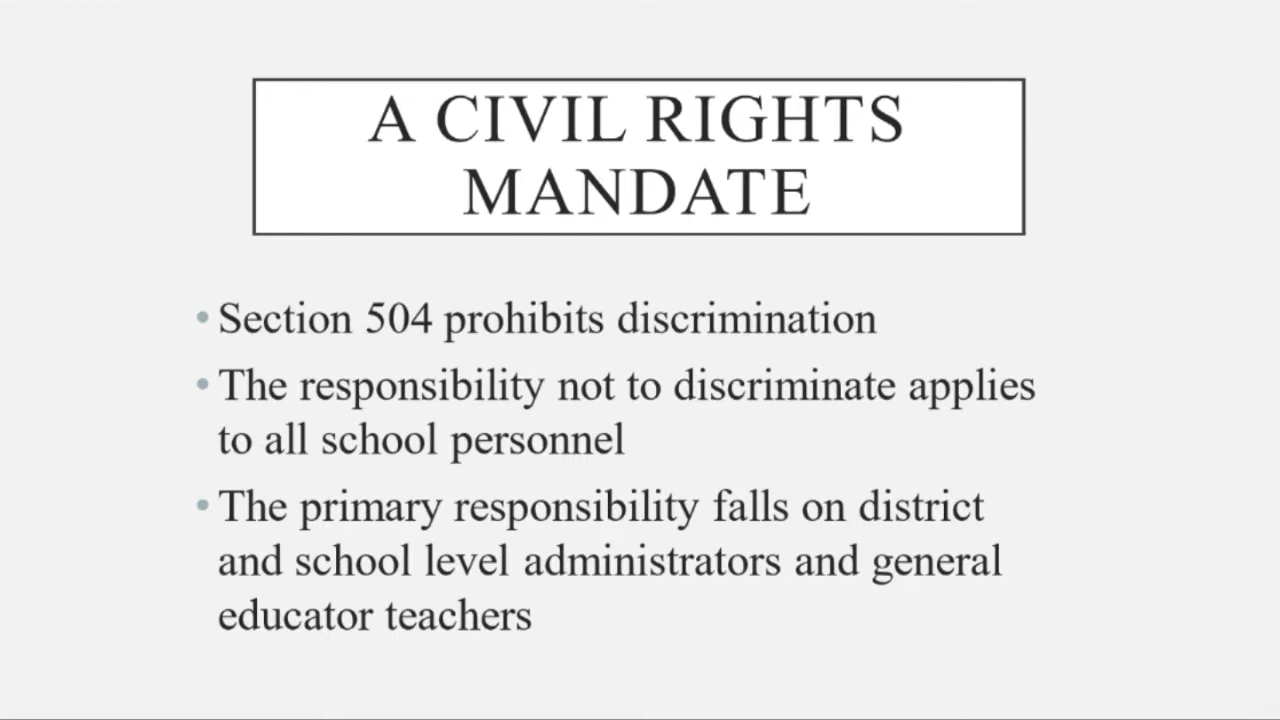 A CIVIL RIGHTS
MANDATE
• Section 504 prohibits discrimination
• The responsibility not to discriminate applies
to all school personnel
• The primary responsibility falls on district
and school level administrators and general
educator teachers